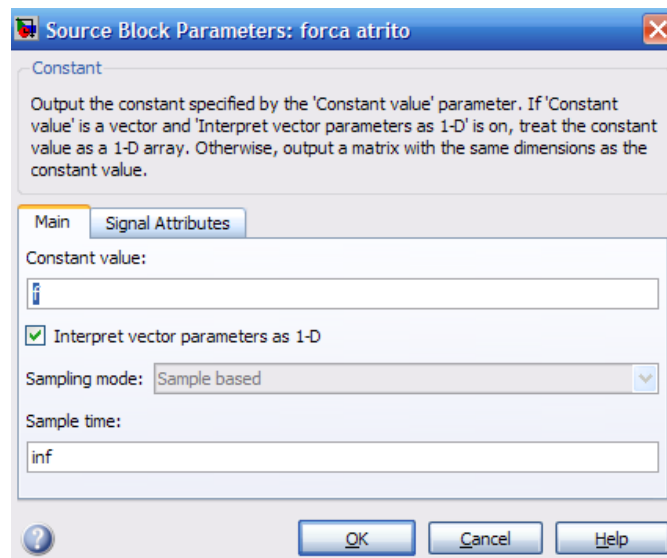 Source Block Parameters: forca atrito
Constant
Output the constant specified by the 'Constant value' parameter. If 'Constant
value' is a vector and 'Interpret vector parameters as 1-D' is on, treat the constant
value as a 1-D array. Otherwise, output a matrix with the same dimensions as the
constant value.
Main Signal Attributes
Constant value:
f
Interpret vector parameters as 1-D
Sampling mode: Sample based
Sample time:
inf
? OK Cancel Help